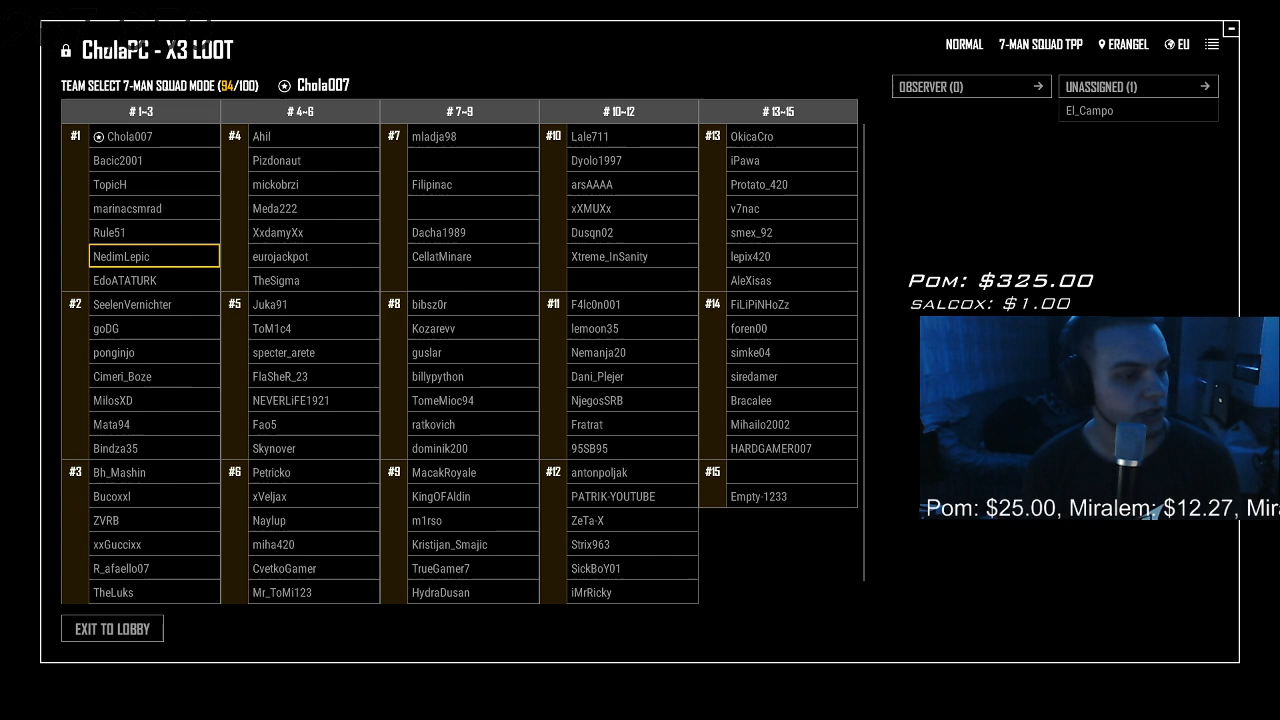 ChulaPC - X3 LOOT
NORMAL
7-MAN SQUAD TPP
ERANGEL
EU
TEAM SELECT 7-MAN SQUAD MODE (94/100)
Chola007
OBSERVER (0)
UNASSIGNED (1)
El_Campo
# 1~3
# 4~6
# 7~9
# 10~12
# 13~15
#1
Chola007
Bacic2001
TopicH
marinacsmrad
Rule51
NedimLepic
EdoATATURK
#2
SeelenVernichter
goDG
ponginjo
Cimeri_Boze
MilosXD
Mata94
Bindza35
#3
Bh_Mashin
Bucoxxl
ZVRB
xxGuccixx
R_afaello07
TheLuks
#4
Ahil
Pizdonaut
mickobrzi
Meda222
XxdamyXx
eurojackpot
TheSigma
#5
Juka91
ToM1c4
specter_arete
FlaSheR_23
NEVERLiFE1921
Fao5
Skynover
#6
Petricko
xVeljax
Naylup
miha420
CvetkoGamer
Mr_ToMi123
#7
mladja98
Filipinac
Dacha1989
CellatMinare
#8
bibsz0r
Kozarevv
guslar
billypython
TomeMioc94
ratkovich
dominik200
#9
MacakRoyale
KingOFAldin
m1rso
Kristijan_Smajic
TrueGamer7
HydraDusan
#10
Lale711
Dyolo1997
arsAAAA
xXMUXx
Dusqn02
Xtreme_InSanity
#11
F4lc0n001
lemoon35
Nemanja20
Dani_Plejer
NjegosSRB
Fratrat
95SB95
#12
antonpoljak
PATRIK-YOUTUBE
ZeTa-X
Strix963
SickBoY01
iMrRicky
#13
OkicaCro
iPawa
Protato_420
v7nac
smex_92
lepix420
AleXisas
#14
FiLiPiNHoZz
foren00
simke04
siredamer
Bracalee
Mihailo2002
HARDGAMER007
#15
Empty-1233
POM: $325.00
SALCOX: $1.00
Pom: $25.00, Miralem: $12.27, Mir
EXIT TO LOBBY